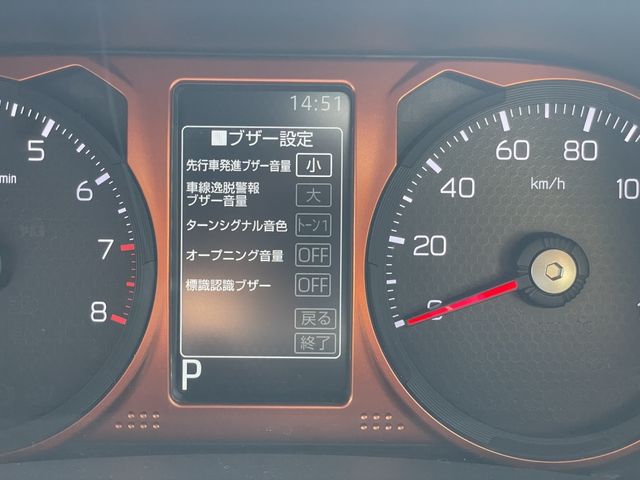 14:51
ブザー設定
先行車発進ブザー音量 小
車線逸脱警報
ブザー音量 大
ターンシグナル音色 トーン1
オープニング音量 OFF
標識認識ブザー OFF
戻る
終了
P
5
6
7
8
min
0
20
40
60
80
10
km/h